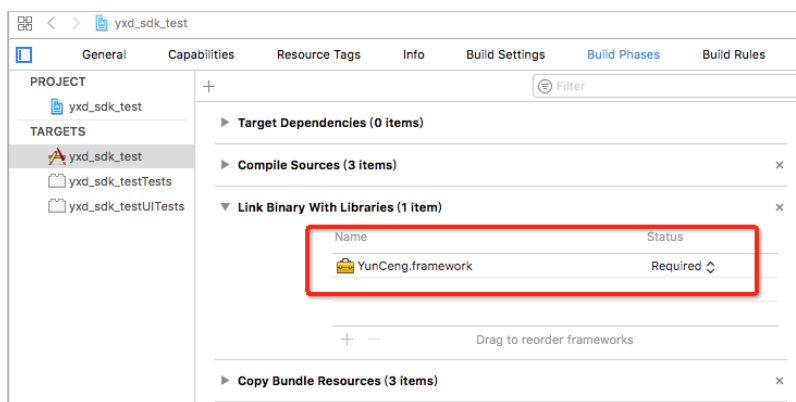 yxd_sdk_test
General Capabilities Resource Tags Info Build Settings Build Phases Build Rules
PROJECT
yxd_sdk_test
TARGETS
yxd_sdk_test
yxd_sdk_testTests
yxd_sdk_testUITests
Filter
Target Dependencies (0 items)
Compile Sources (3 items)
Link Binary With Libraries (1 item)
Name Status
YunCeng.framework Required
Drag to reorder frameworks
Copy Bundle Resources (3 items)